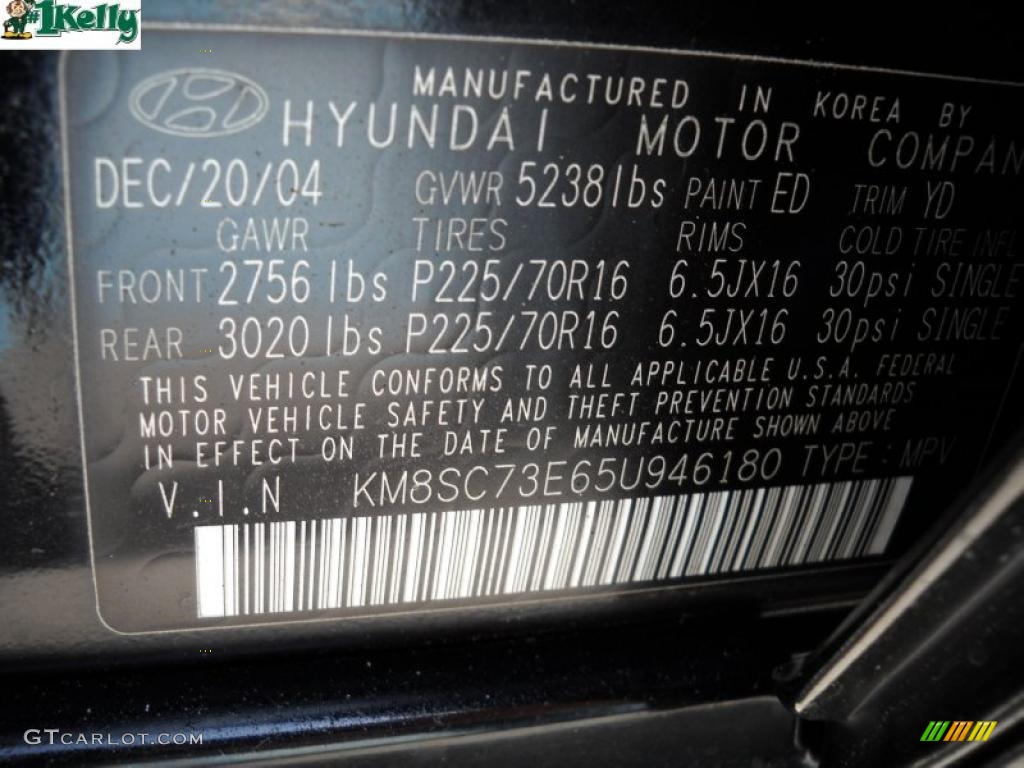 #1Kelly
MANUFACTURED IN KOREA BY
HYUNDAI MOTOR COMPAN
DEC/20/04 GVWR 5238lbs PAINT ED TRIM YD
GAWR TIRES RIMS COLD TIRE INFL
FRONT 2756 lbs P225/70R16 6.5JX16 30psi SINGLE
REAR 3020 lbs P225/70R16 6.5JX16 30psi SINGLE
THIS VEHICLE CONFORMS TO ALL APPLICABLE U.S.A. FEDERAL
MOTOR VEHICLE SAFETY AND THEFT PREVENTION STANDARDS
IN EFFECT ON THE DATE OF MANUFACTURE SHOWN ABOVE
V.I.N KM8SC73E65U946180 TYPE : MPV
GTCARLOT.COM